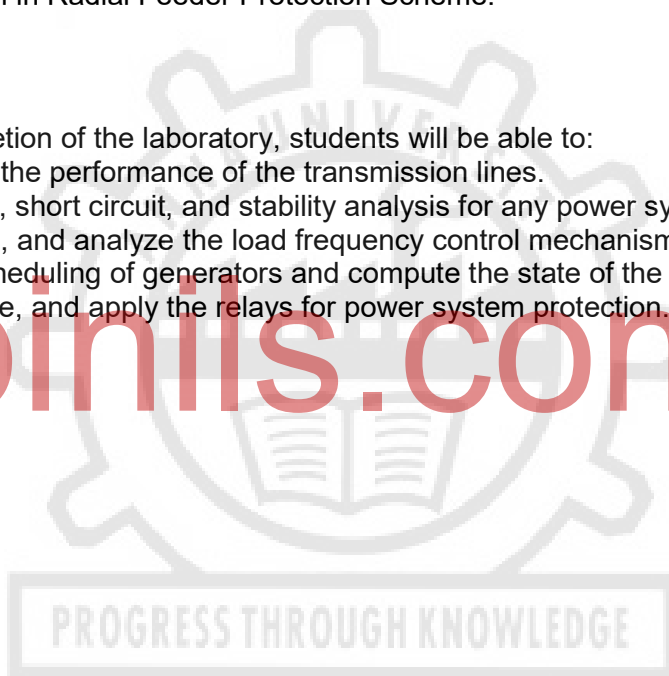 in Radial Feeder Protection Scheme.
etion of the laboratory, students will be able to:
the performance of the transmission lines.
, short circuit, and stability analysis for any power sy
, and analyze the load frequency control mechanism
heduling of generators and compute the state of the
e, and apply the relays for power system protection.
binils.com
UNIVER
PROGRESS THROUGH KNOWLEDGE